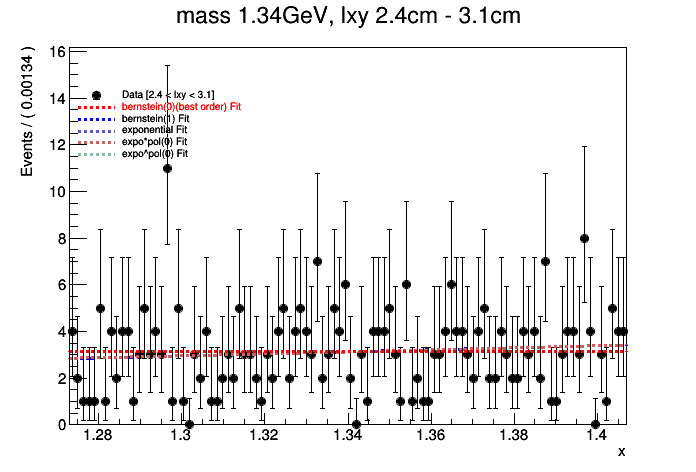 mass 1.34GeV, lxy 2.4cm - 3.1cm
Events / ( 0.00134 )
16
14
12
10
8
6
4
2
0
Data [2.4 < lxy < 3.1]
bernstein(0)(best order) Fit
bernstein(1) Fit
exponential Fit
expo*pol(0) Fit
expo^pol(0) Fit
1.28 1.3 1.32 1.34 1.36 1.38 1.4
x